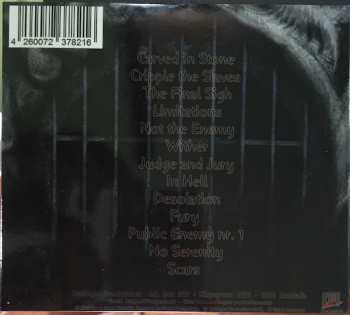 4 260072 378216
Carved in Stone
Cripple the Slaves
The Final Sigh
Limitations
Not the Enemy
Wither
Judge and Jury
In Hell
Desolation
Fury
Public Enemy nr. 1
No Serenity
Scars